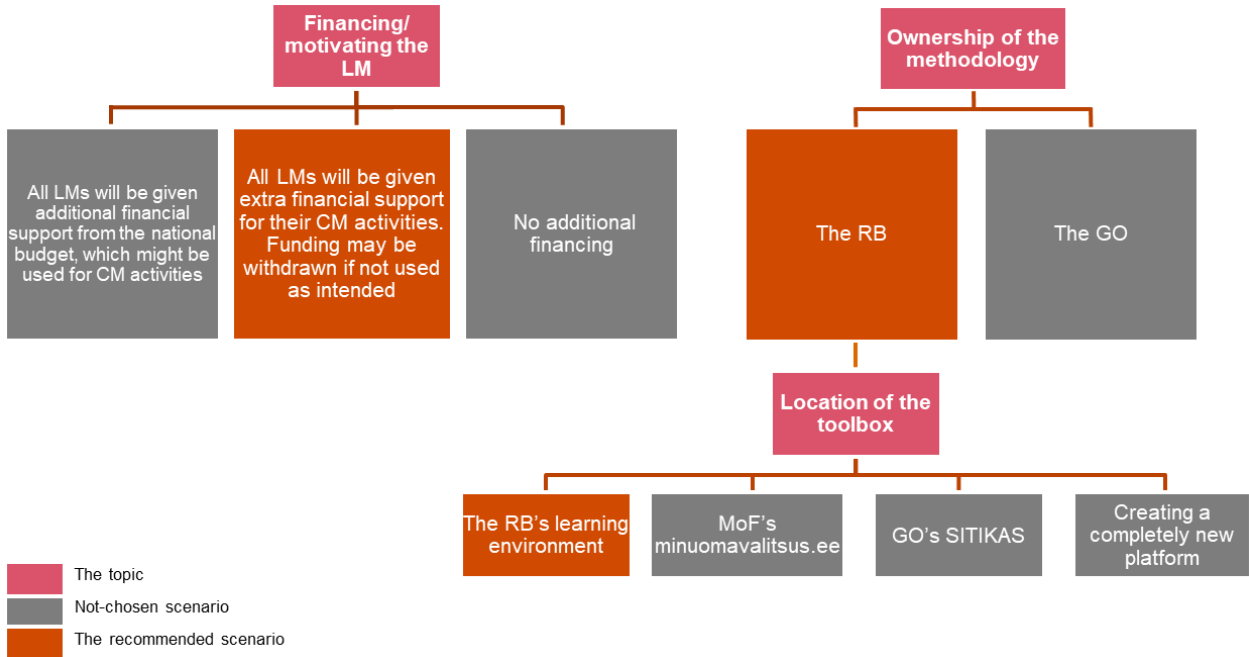 Financing/
motivating the
LM
Ownership of the
methodology
All LMs will be given
additional financial
support from the national
budget, which might be
used for CM activities
All LMs will be given
extra financial support
for their CM activities.
Funding may be
withdrawn if not used
as intended
No additional
financing
The RB
The GO
Location of the
toolbox
The RB's learning
environment
MoF's
minuomavalitsus.ee
GO's SITIKAS
Creating a
completely new
platform
The topic
Not-chosen scenario
The recommended scenario